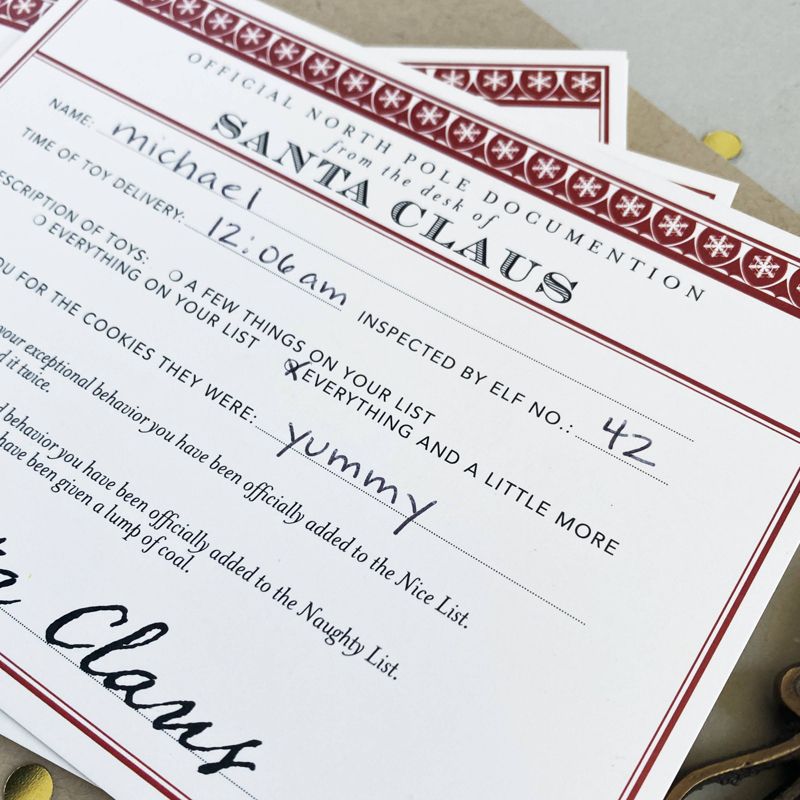 OFFICIAL NORTH POLE DOCUMENTION
from the desk of
SANTA CLAUS
NAME: michael
TIME OF TOY DELIVERY: 12:06am INSPECTED BY ELF NO.: 42
DESCRIPTION OF TOYS: A FEW THINGS ON YOUR LIST
EVERYTHING ON YOUR LIST X EVERYTHING AND A LITTLE MORE
YOU FOR THE COOKIES THEY WERE: yummy
your exceptional behavior you have been officially added to the Nice List.
it twice.
behavior you have been officially added to the Naughty List.
have been given a lump of coal.
Claus